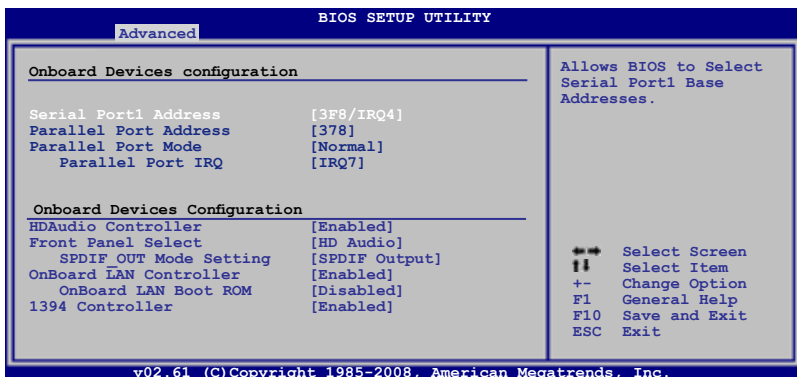 BIOS SETUP UTILITY
Advanced
Onboard Devices configuration
Serial Port1 Address [3F8/IRQ4]
Parallel Port Address [378]
Parallel Port Mode [Normal]
Parallel Port IRQ [IRQ7]
Onboard Devices Configuration
HDAudio Controller [Enabled]
Front Panel Select [HD Audio]
SPDIF_OUT Mode Setting [SPDIF Output]
OnBoard LAN Controller [Enabled]
OnBoard LAN Boot ROM [Disabled]
1394 Controller [Enabled]
Allows BIOS to Select
Serial Port1 Base
Addresses.
←→ Select Screen
↑↓ Select Item
+- Change Option
F1 General Help
F10 Save and Exit
ESC Exit
v02.61 (C)Copyright 1985-2008, American Megatrends, Inc.